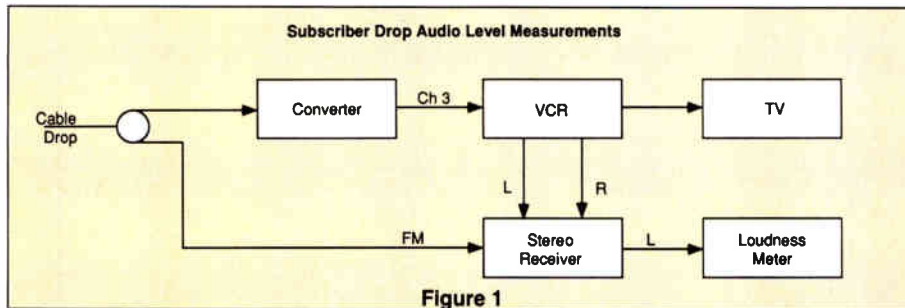 Subscriber Drop Audio Level Measurements
Cable
Drop
Converter
Ch 3
VCR
TV
L
R
FM
Stereo
Receiver
L
Loudness
Meter
Figure 1